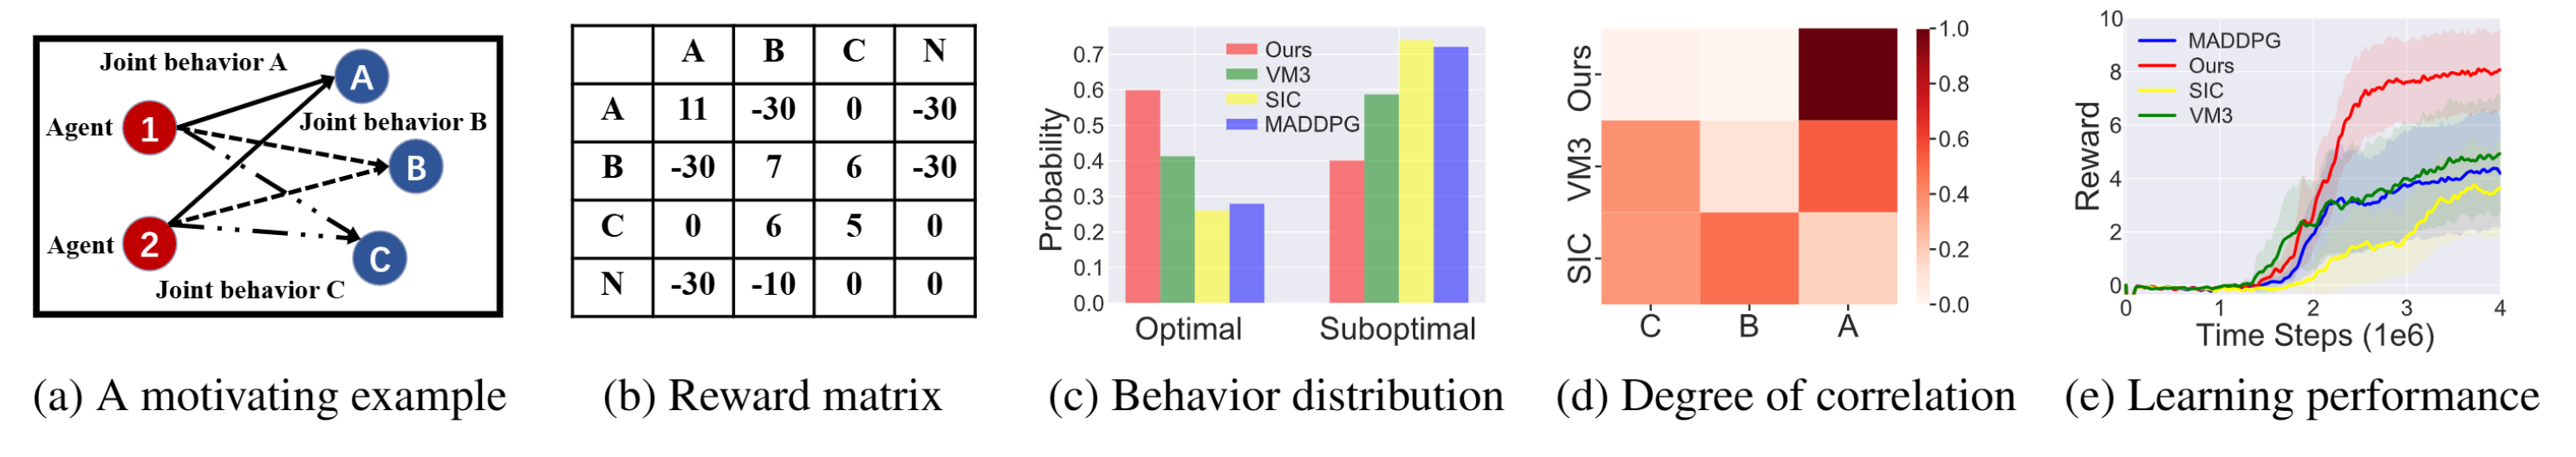 Joint behavior A
A
Agent 1
Joint behavior B
B
Agent 2
C
Joint behavior C
(a) A motivating example
A B C N
A 11 -30 0 -30
B -30 7 6 -30
C 0 6 5 0
N -30 -10 0 0
(b) Reward matrix
Probability
0.7
0.6
0.5
0.4
0.3
0.2
0.1
0.0
Ours
VM3
SIC
MADDPG
Optimal Suboptimal
(c) Behavior distribution
Ours
VM3
SIC
C B A
1.0
0.8
0.6
0.4
0.2
0.0
(d) Degree of correlation
Reward
10
8
6
4
2
0
MADDPG
Ours
SIC
VM3
0 1 2 3 4
Time Steps (1e6)
(e) Learning performance